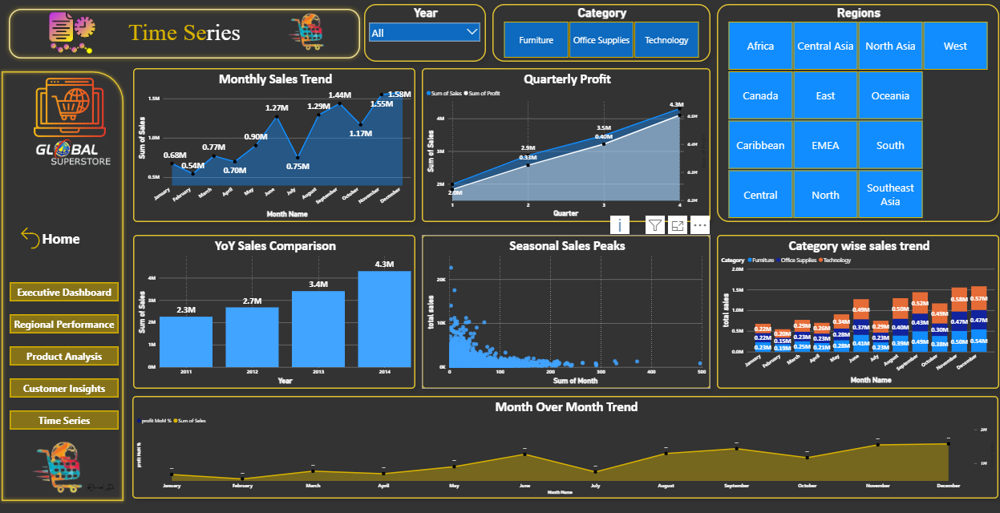 Time Series
Year
All
Category
Furniture
Office Supplies
Technology
Regions
Africa
Central Asia
North Asia
West
Canada
East
Oceania
Caribbean
EMEA
South
Central
North
Southeast
Asia
GLOBAL
SUPERSTORE
Home
Executive Dashboard
Regional Performance
Product Analysis
Customer Insights
Time Series
Monthly Sales Trend
Sum of Sales
1.5M
1.0M
0.5M
0.68M
0.54M
0.77M
0.70M
0.90M
1.27M
0.75M
1.29M
1.44M
1.17M
1.55M
1.58M
January
February
March
April
May
June
July
August
September
October
November
December
Month Name
Quarterly Profit
Sum of Sales Sum of Profit
Sum of Sales
4M
3M
2M
2.0M
2.9M
0.33M
3.5M
0.40M
4.3M
0.5M
0.4M
0.2M
0.2M
1
2
3
4
Quarter
YoY Sales Comparison
Sum of Sales
4M
3M
2M
1M
0M
2.3M
2.7M
3.4M
4.3M
2011
2012
2013
2014
Year
Seasonal Sales Peaks
total sales
20K
10K
0K
0
100
200
300
400
500
Sum of Month
Category wise sales trend
Category Furniture Office Supplies Technology
total sales
2.0M
1.5M
1.0M
0.5M
0.0M
0.22M
0.22M
0.23M
0.20M
0.15M
0.19M
0.29M
0.23M
0.25M
0.26M
0.23M
0.21M
0.34M
0.28M
0.28M
0.49M
0.37M
0.41M
0.29M
0.23M
0.23M
0.50M
0.40M
0.39M
0.52M
0.43M
0.49M
0.49M
0.30M
0.38M
0.58M
0.47M
0.50M
0.57M
0.47M
0.54M
January
February
March
April
May
June
July
August
September
October
November
December
Month Name
Month Over Month Trend
profit MoM % Sum of Sales
profit MoM %
2M
1M
January
February
March
April
May
June
July
August
September
October
November
December
Month Name